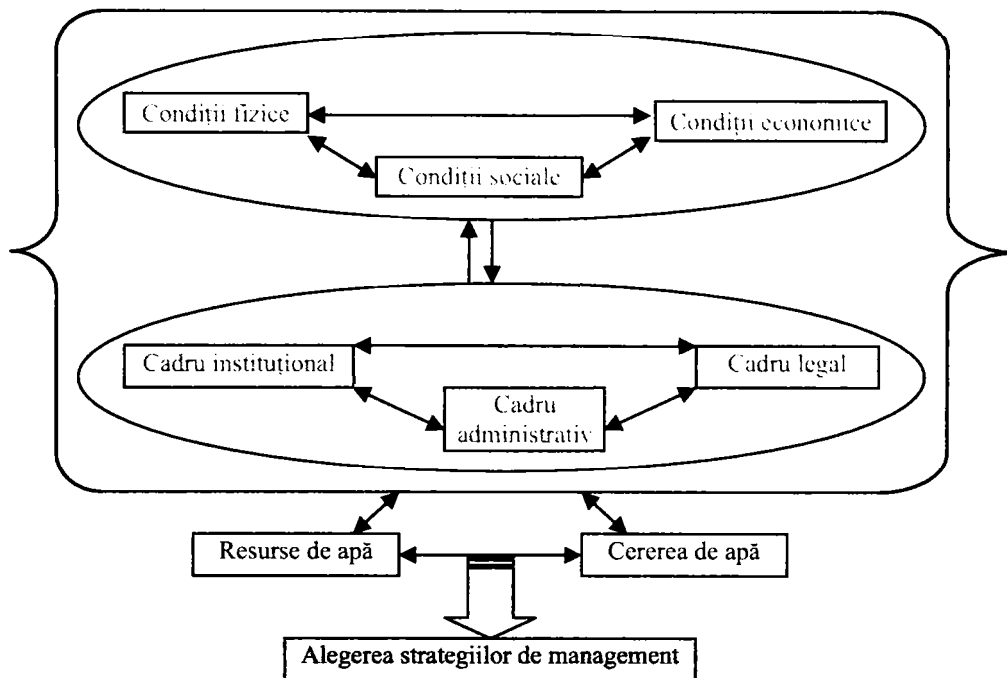 Condiții fizice
Condiții economice
Condiții sociale
Cadru instituțional
Cadru legal
Cadru
administrativ
Resurse de apă
Cererea de apă
Alegerea strategiilor de management